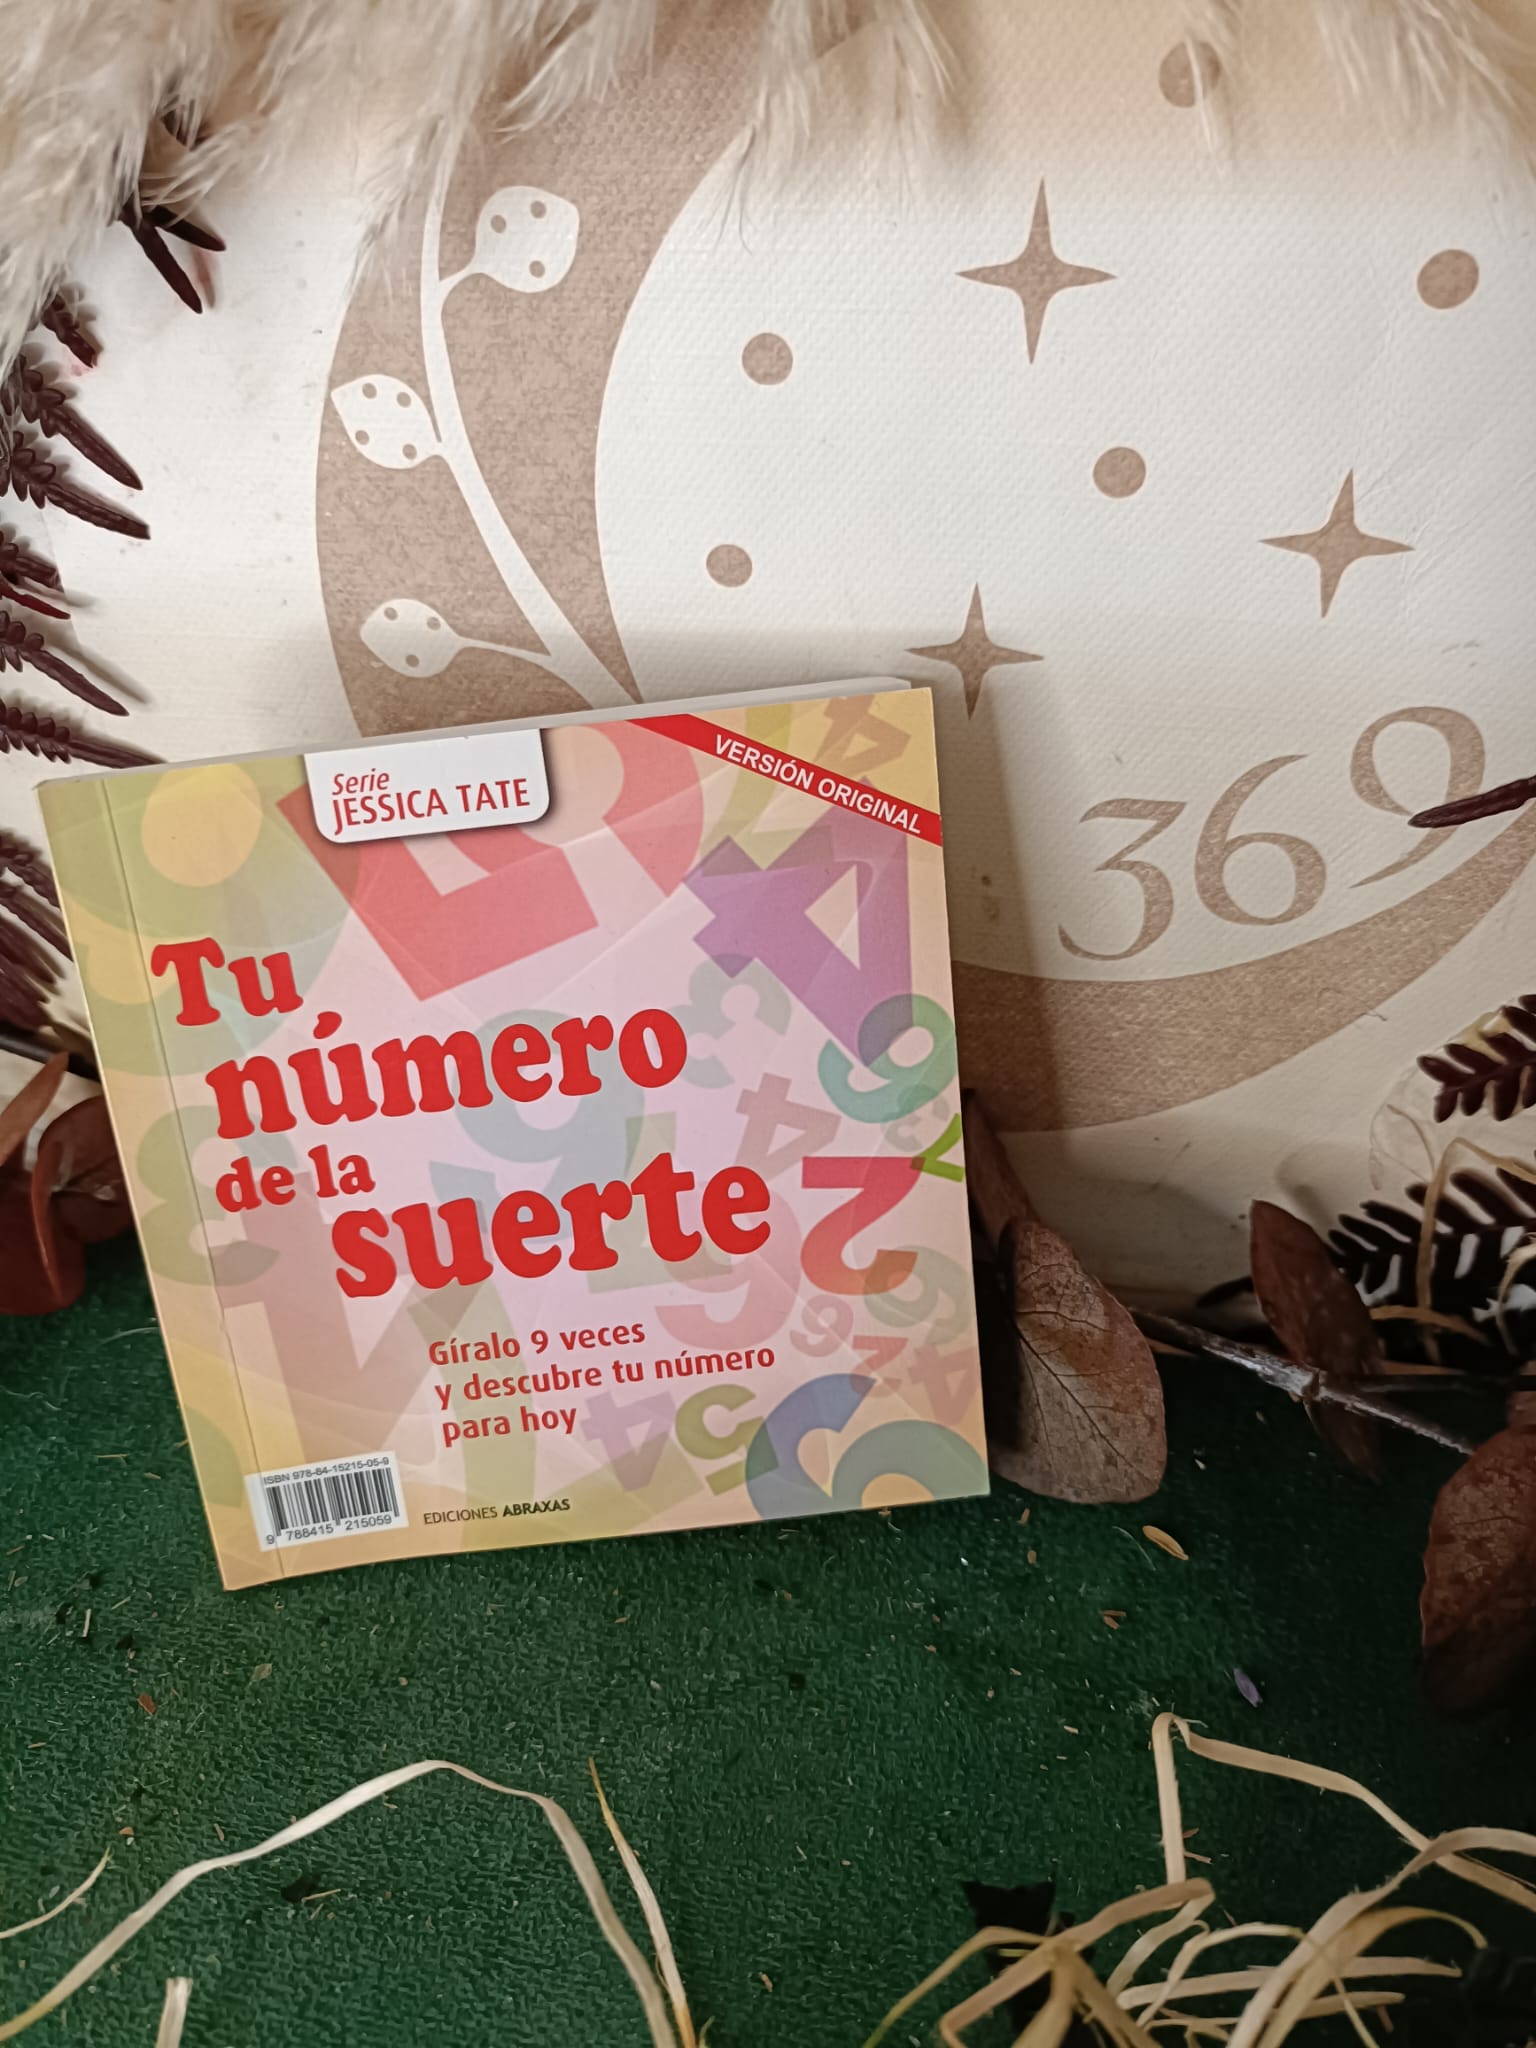 Serie
JESSICA TATE
VERSIÓN ORIGINAL
369
Tu
número
de la
suerte
Gíralo 9 veces
y descubre tu número
para hoy
ISBN 978-84-15215-05-9
9 788415 215059
EDICIONES ABRAXAS